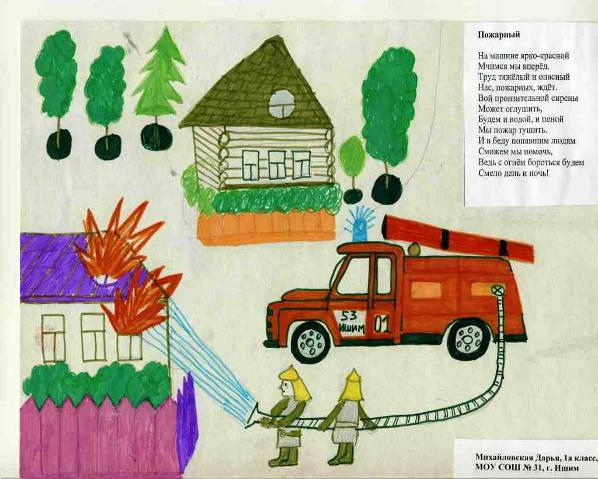 Пожарный
На машине ярко-красной
Мчимся мы вперёд.
Труд тяжёлый и опасный
Нас, пожарных, ждёт.
Вой пронзительной сирены
Может оглушить,
Будем и водой, и пеной
Мы пожар тушить.
И в беду попавшим людям
Сможем мы помочь,
Ведь с огнём бороться будем
Смело день и ночь!
53
ИШИМ
01
Михайловская Дарья, 1а класс,
МОУ СОШ № 31, г. Ишим